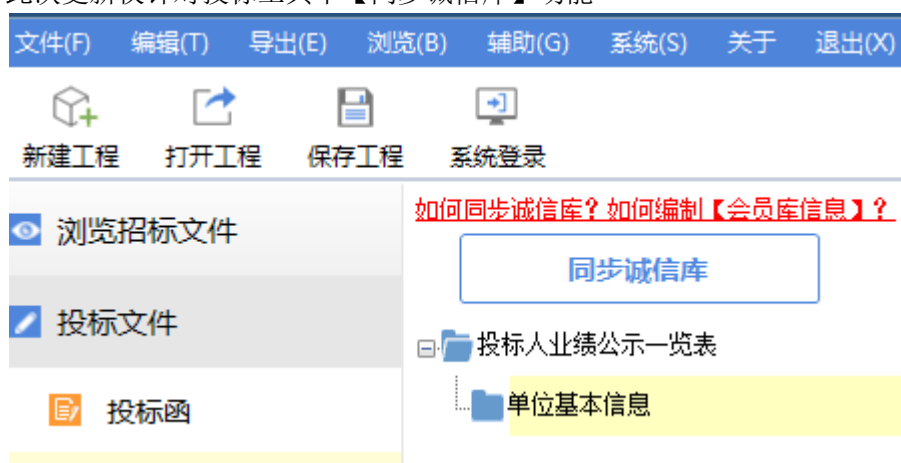 文件(F) 编辑(T) 导出(E) 浏览(B) 辅助(G) 系统(S) 关于 退出(X)
新建工程 打开工程 保存工程 系统登录
浏览招标文件
投标文件
投标函
如何同步诚信库？如何编制【会员库信息】？
同步诚信库
投标人业绩公示一览表
单位基本信息